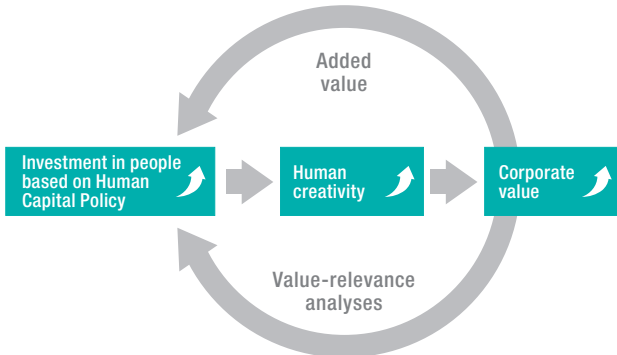 Added
value
Investment in people
based on Human
Capital Policy
Human
creativity
Corporate
value
Value-relevance
analyses